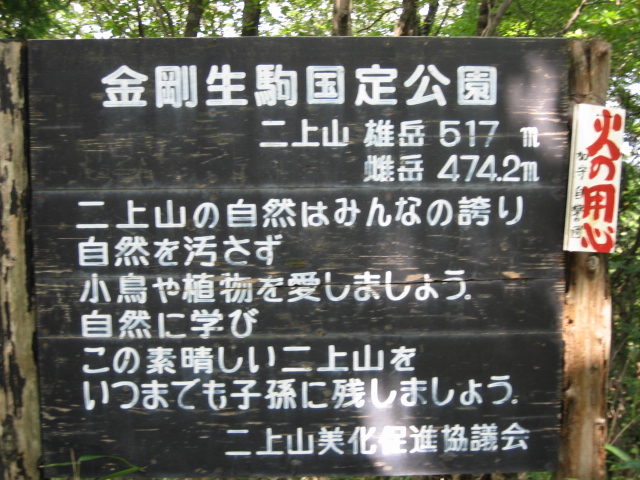 金剛生駒国定公園
二上山 雄岳 517 m
雌岳 474.2m
二上山の自然はみんなの誇り
自然を汚さず
小鳥や植物を愛しましょう.
自然に学び
この素晴しい二上山を
いつまでも子孫に残しましょう.
二上山美化促進協議会
火の用心